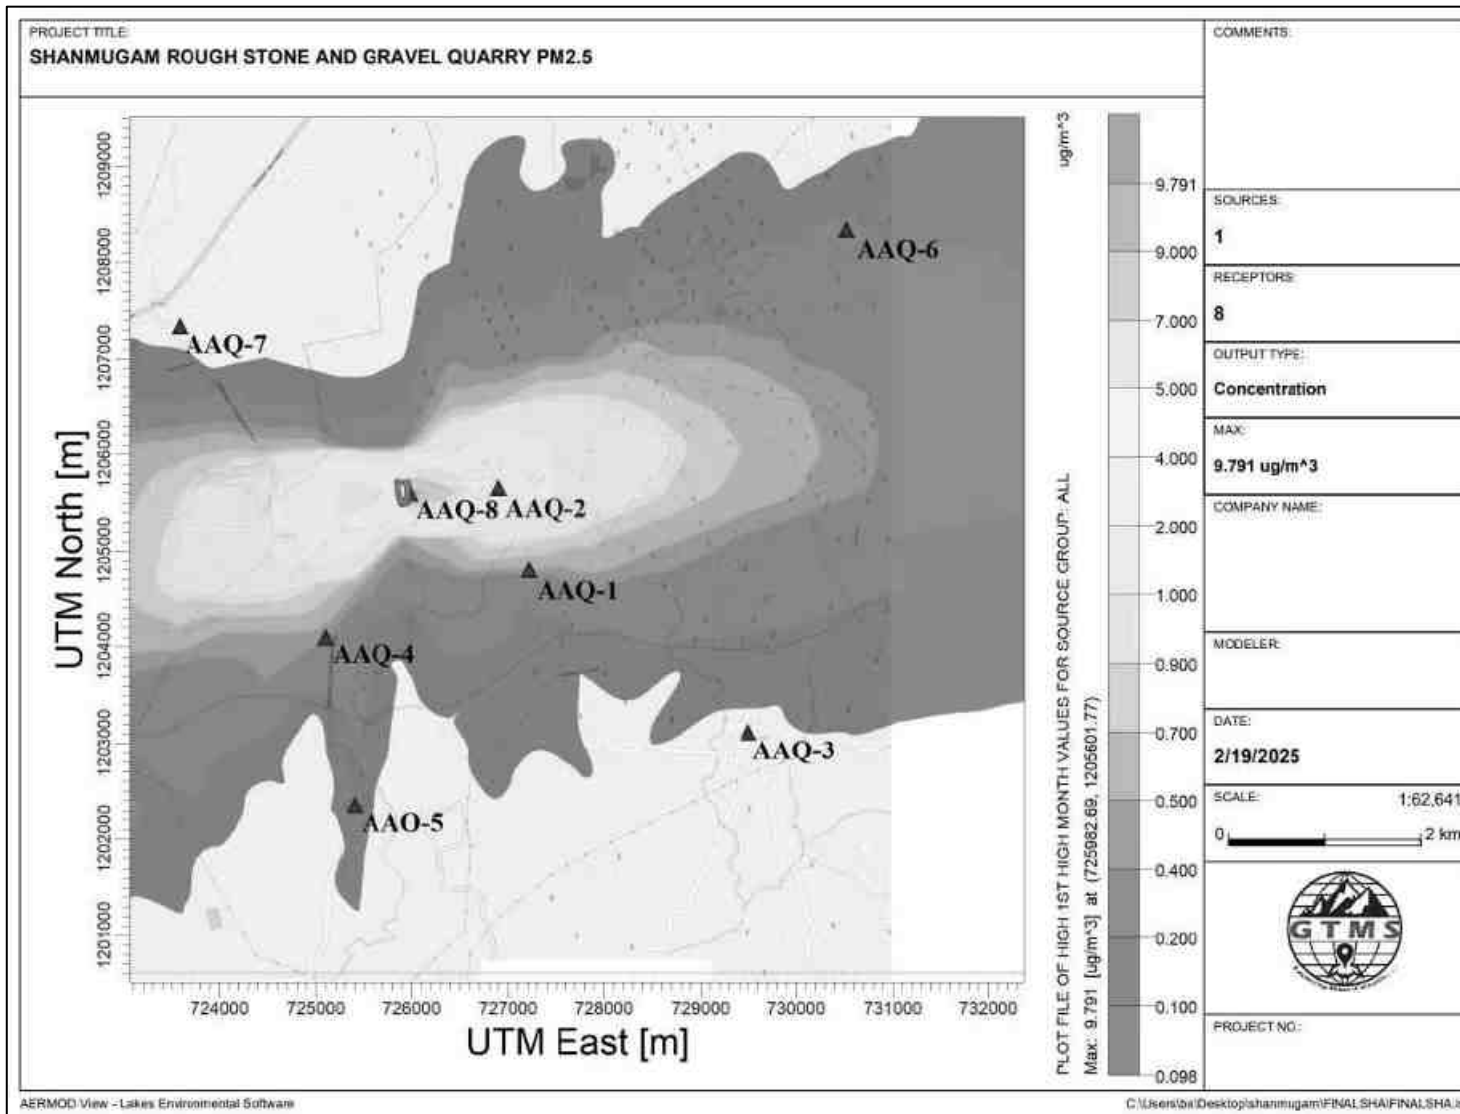 PROJECT TITLE:
SHANMUGAM ROUGH STONE AND GRAVEL QUARRY PM2.5
COMMENTS:
SOURCES:
1
RECEPTORS:
8
OUTPUT TYPE:
Concentration
MAX:
9.791 ug/m^3
COMPANY NAME:
MODELER:
DATE:
2/19/2025
SCALE:
1:62,641
0
2 km
GTMS
PROJECT NO.:
UTM North [m]
1209000
1208000
1207000
1206000
1205000
1204000
1203000
1202000
1201000
AAQ-6
AAQ-7
AAQ-8
AAQ-2
AAQ-1
AAQ-4
AAQ-3
AAO-5
724000 725000 726000 727000 728000 729000 730000 731000 732000
UTM East [m]
PLOT FILE OF HIGH 1ST HIGH MONTH VALUES FOR SOURCE GROUP: ALL
Max: 9.791 [ug/m^3] at (725982.69, 1205601.77)
ug/m^3
9.791
9.000
7.000
5.000
4.000
2.000
1.000
0.900
0.700
0.500
0.400
0.200
0.100
0.098
AERMOD View - Lakes Environmental Software
C:\Users\bs\Desktop\shanmugam\FINALSHA\FINALSHA.is